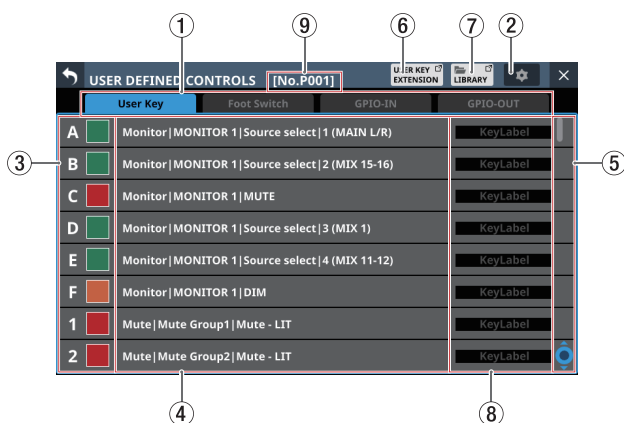 ① ⑨ ⑥ ⑦ ②
USER DEFINED CONTROLS [No.P001] USER KEY EXTENSION LIBRARY
User Key Foot Switch GPIO-IN GPIO-OUT
③ ⑤
A Monitor|MONITOR 1|Source select|1 (MAIN L/R) KeyLabel
B Monitor|MONITOR 1|Source select|2 (MIX 15-16) KeyLabel
C Monitor|MONITOR 1|MUTE KeyLabel
D Monitor|MONITOR 1|Source select|3 (MIX 1) KeyLabel
E Monitor|MONITOR 1|Source select|4 (MIX 11-12) KeyLabel
F Monitor|MONITOR 1|DIM KeyLabel
1 Mute|Mute Group1|Mute - LIT KeyLabel
2 Mute|Mute Group2|Mute - LIT KeyLabel
④ ⑧